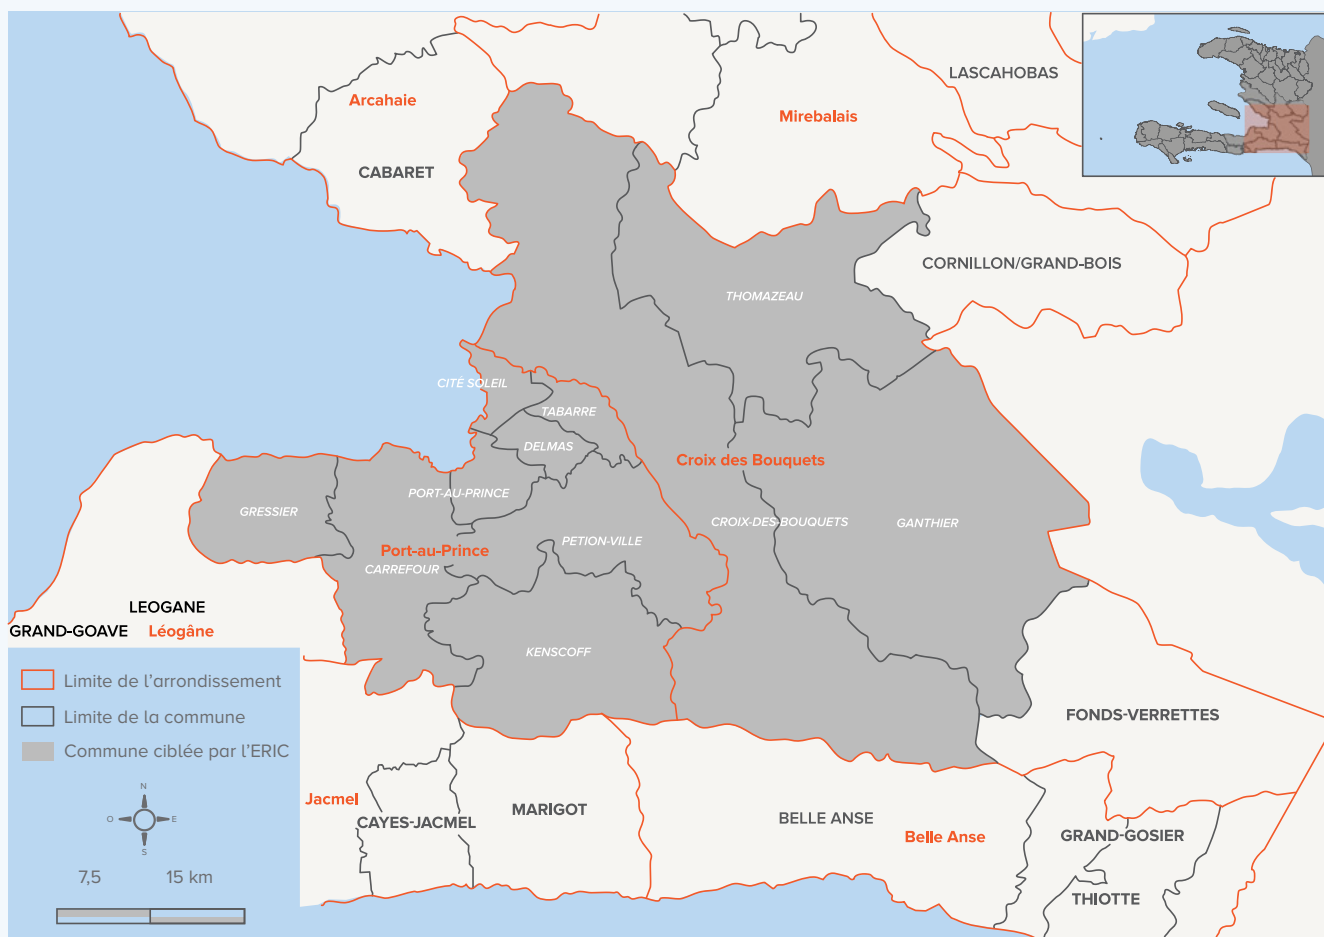 LASCAHOBAS
Arcahaie
Mirebalais
CABARET
CORNILLON/GRAND-BOIS
THOMAZEAU
CITÉ SOLEIL
TABARRE
DELMAS
Croix des Bouquets
PORT-AU-PRINCE
GRESSIER
CROIX-DES-BOUQUETS
GANTHIER
PETION-VILLE
Port-au-Prince
CARREFOUR
LEOGANE
GRAND-GOAVE
Léogâne
KENSCOFF
Limite de l'arrondissement
Limite de la commune
Commune ciblée par l'ERIC
FONDS-VERRETTES
N
O
E
S
Jacmel
CAYES-JACMEL
MARIGOT
BELLE ANSE
Belle Anse
GRAND-GOSIER
THIOTTE
7,5
15 km